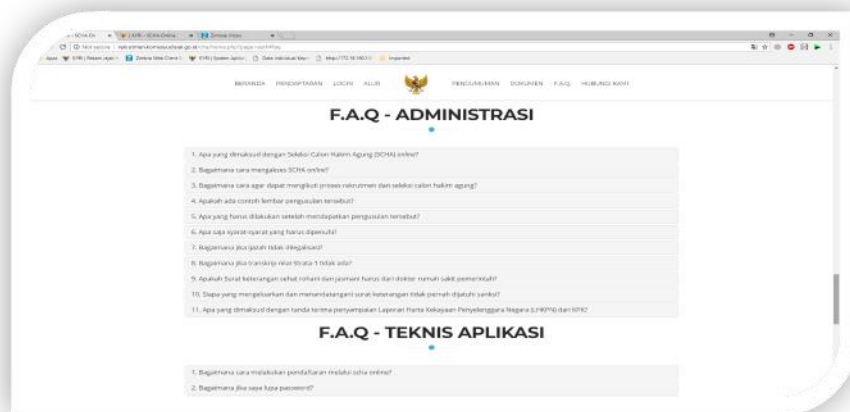 Not secure
BERANDA PENDAFTARAN LOGIN ALUR PENGUMUMAN DOKUMEN F.A.Q HUBUNGI KAMI
F.A.Q - ADMINISTRASI
1. Apa yang dimaksud dengan Seleksi Calon Hakim Agung (SCHA) online?
2. Bagaimana cara mengakses SCHA online?
3. Bagaimana cara agar dapat mengikuti proses rekrutmen dan seleksi calon hakim agung?
4. Apakah ada contoh lembar pengusulan tersebut?
5. Apa yang harus dilakukan setelah mendapatkan pengusulan tersebut?
6. Apa saja syarat-syarat yang harus dipenuhi?
7. Bagaimana jika ijazah tidak dilegalisasi?
8. Bagaimana jika transkrip nilai Strata-1 tidak ada?
9. Apakah Surat keterangan sehat rohani dan jasmani harus dari dokter rumah sakit pemerintah?
10. Siapa yang mengeluarkan dan menandatangani surat keterangan tidak pernah dijatuhi sanksi?
11. Apa yang dimaksud dengan tanda terima penyampaian Laporan Harta Kekayaan Penyelenggara Negara (LHKPN) dari KPK?
F.A.Q - TEKNIS APLIKASI
1. Bagaimana cara melakukan pendaftaran melalui scha online?
2. Bagaimana jika saya lupa password?